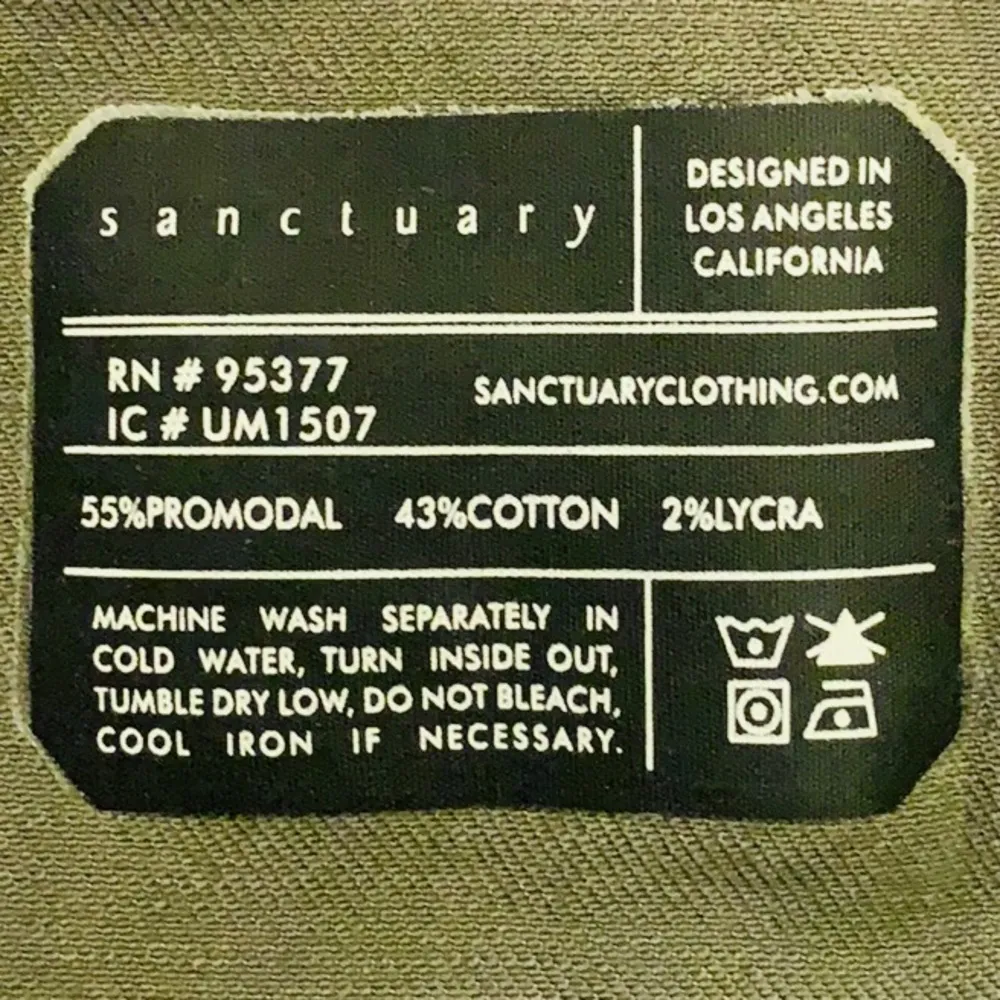 sanctuary
DESIGNED IN
LOS ANGELES
CALIFORNIA
RN # 95377
IC # UM1507
SANCTUARYCLOTHING.COM
55%PROMODAL 43%COTTON 2%LYCRA
MACHINE WASH SEPARATELY IN
COLD WATER, TURN INSIDE OUT,
TUMBLE DRY LOW, DO NOT BLEACH,
COOL IRON IF NECESSARY.